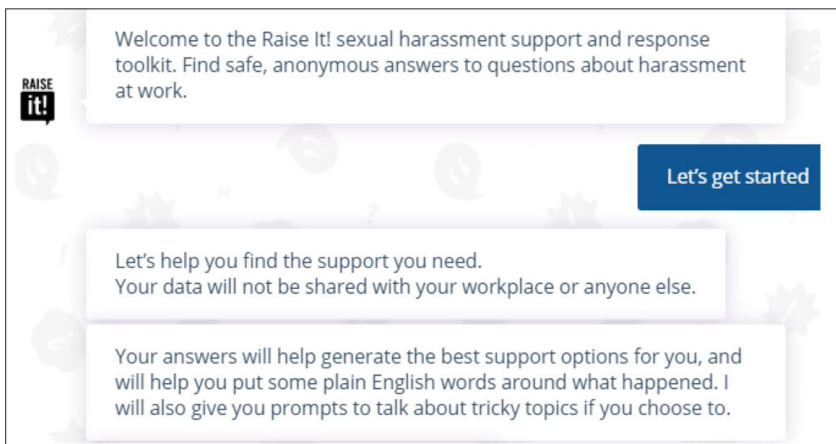 Welcome to the Raise It! sexual harassment support and response
toolkit. Find safe, anonymous answers to questions about harassment
at work.
RAISE
it!
Let's get started
Let's help you find the support you need.
Your data will not be shared with your workplace or anyone else.
Your answers will help generate the best support options for you, and
will help you put some plain English words around what happened. I
will also give you prompts to talk about tricky topics if you choose to.